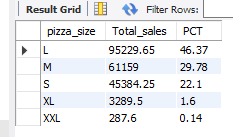 Result Grid Filter Rows:
pizza_size Total_sales PCT
L 95229.65 46.37
M 61159 29.78
S 45384.25 22.1
XL 3289.5 1.6
XXL 287.6 0.14